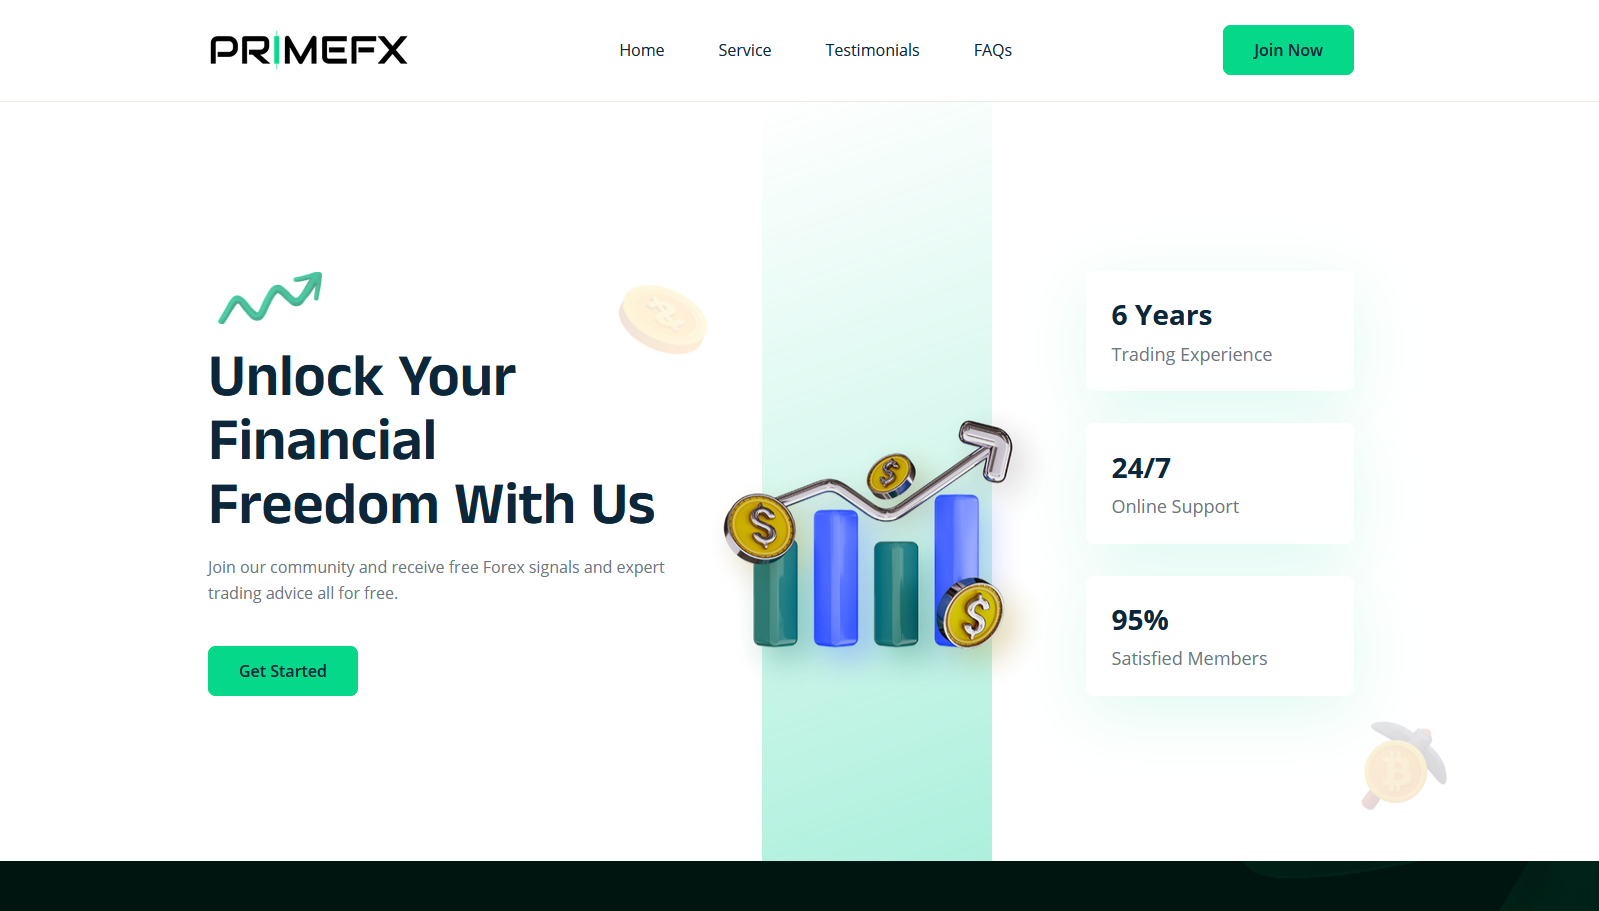 PRIMEFX
Home
Service
Testimonials
FAQs
Join Now
Unlock Your
Financial
Freedom With Us
Join our community and receive free Forex signals and expert
trading advice all for free.
Get Started
$
$
$
6 Years
Trading Experience
24/7
Online Support
95%
Satisfied Members